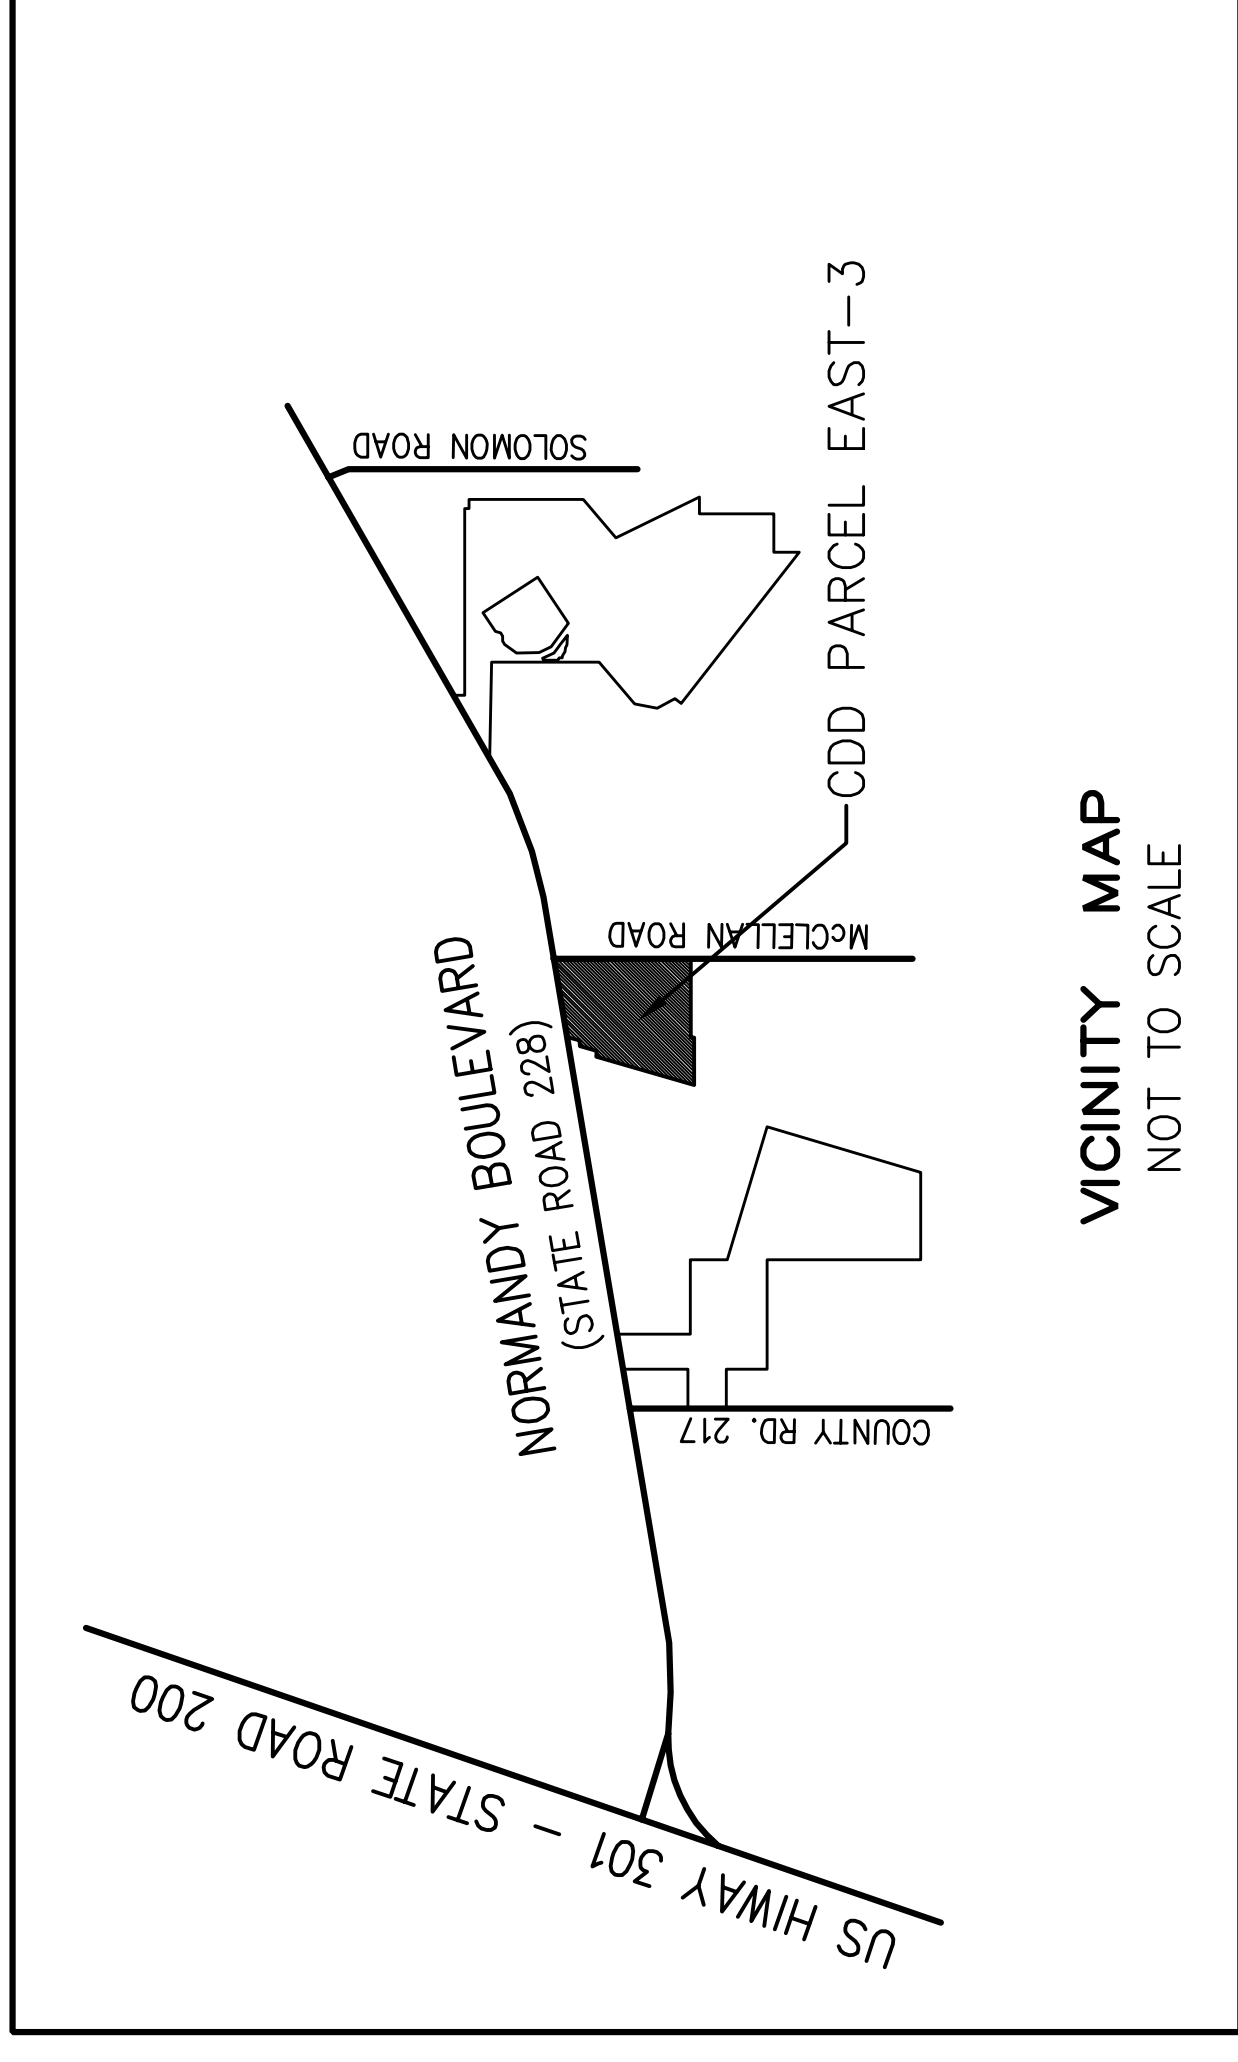 SOLOMON ROAD
NORMANDY BOULEVARD
(STATE ROAD 228)
McCLELLAN ROAD
CDD PARCEL EAST-3
COUNTY RD. 217
US HIWAY 301 - STATE ROAD 200
VICINITY MAP
NOT TO SCALE